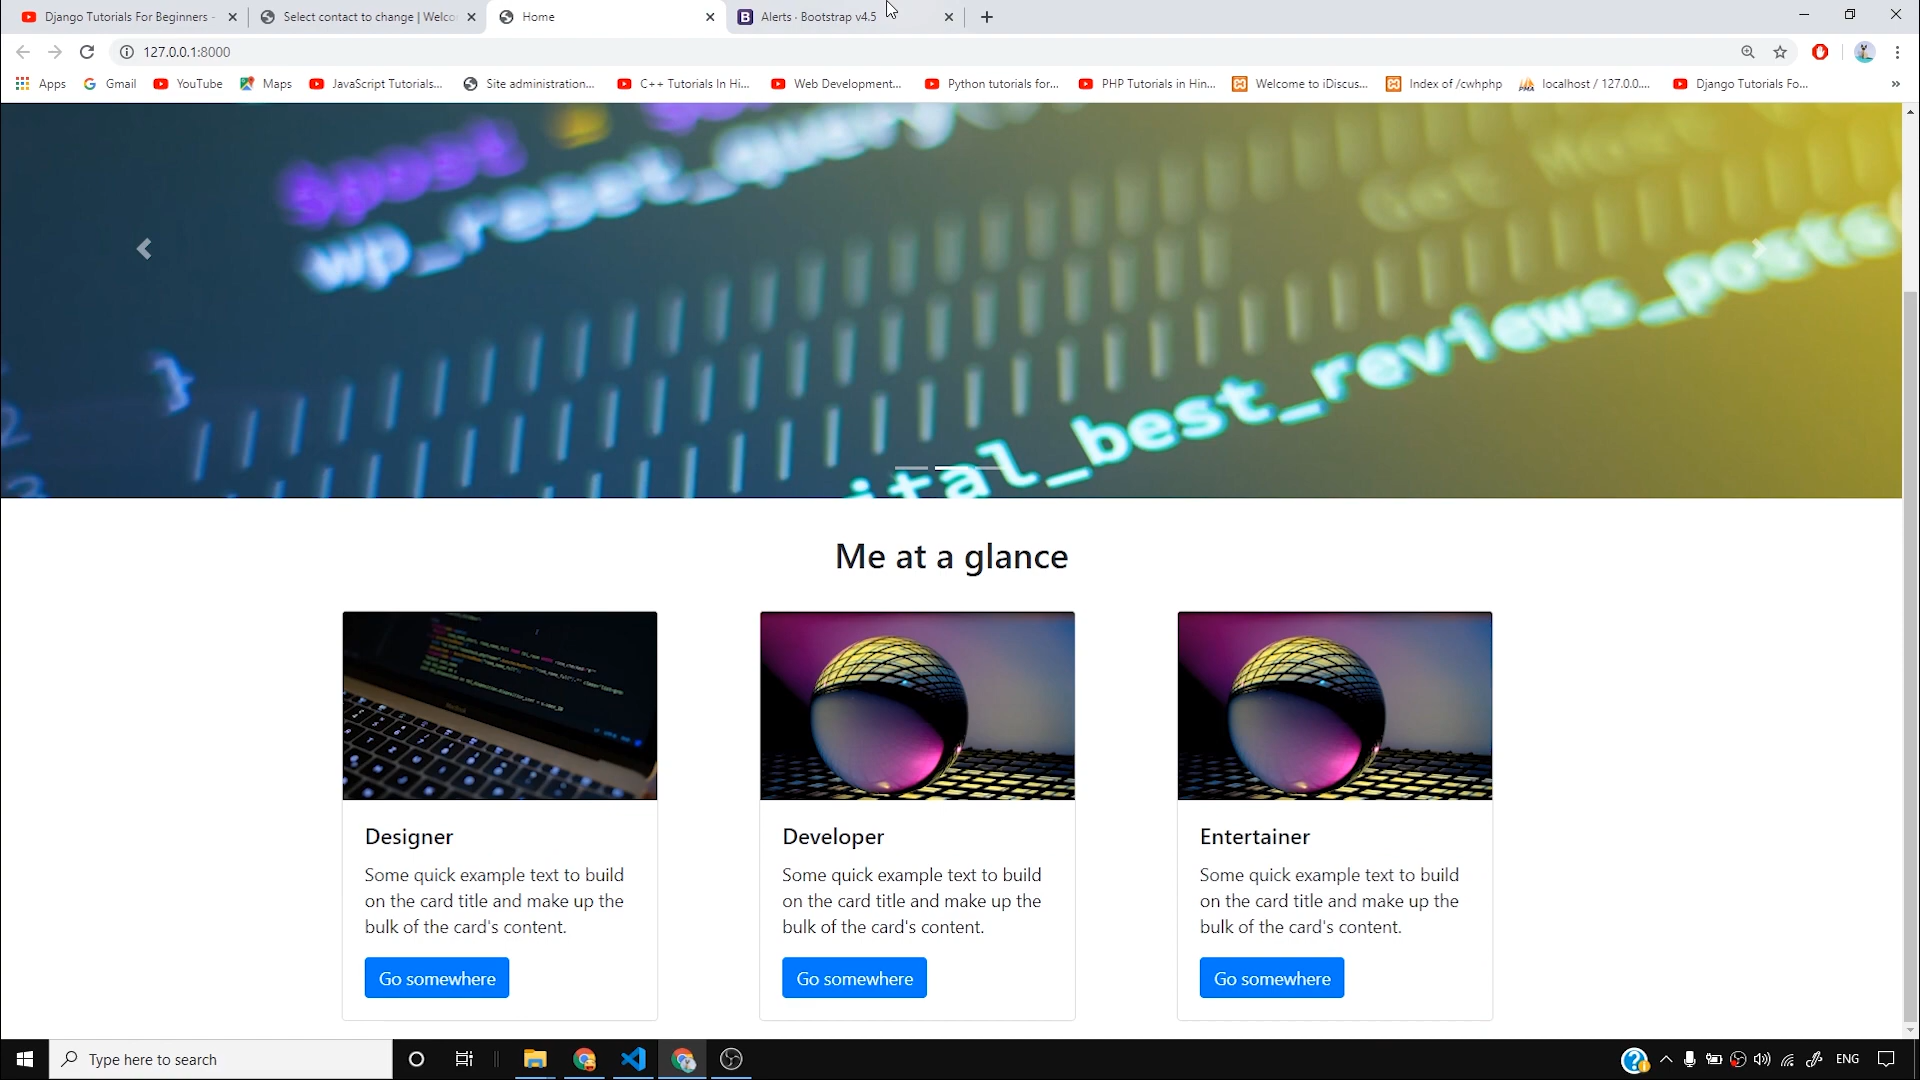 Django Tutorials For Beginners -
Select contact to change | Welco
Home
Alerts · Bootstrap v4.5
127.0.0.1:8000
Apps
Gmail
YouTube
Maps
JavaScript Tutorials...
Site administration...
C++ Tutorials In Hi...
Web Development...
Python tutorials for...
PHP Tutorials in Hin...
Welcome to iDiscus...
Index of /cwhphp
localhost / 127.0.0....
Django Tutorials Fo...
»
$post
wp_reset_query
}
ital_best_reviews_posts
2
3
Me at a glance
Designer
Some quick example text to build
on the card title and make up the
bulk of the card's content.
Go somewhere
Developer
Some quick example text to build
on the card title and make up the
bulk of the card's content.
Go somewhere
Entertainer
Some quick example text to build
on the card title and make up the
bulk of the card's content.
Go somewhere
Type here to search
ENG